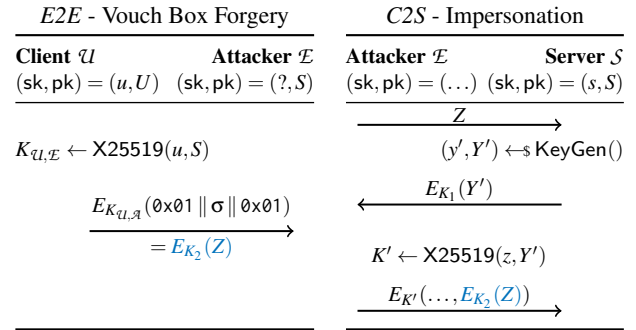 E2E - Vouch Box Forgery
Client 𝒰 Attacker ℰ
(sk, pk) = (u, U) (sk, pk) = (?, S)
K_{𝒰,ℰ} ← X25519(u, S)
E_{K_{𝒰,𝒜}}(0x01 ∥ σ ∥ 0x01)
= E_{K_2}(Z)
C2S - Impersonation
Attacker ℰ Server 𝒮
(sk, pk) = (...) (sk, pk) = (s, S)
Z
(y′, Y′) ←$ KeyGen()
E_{K_1}(Y′)
K′ ← X25519(z, Y′)
E_{K′}(..., E_{K_2}(Z))